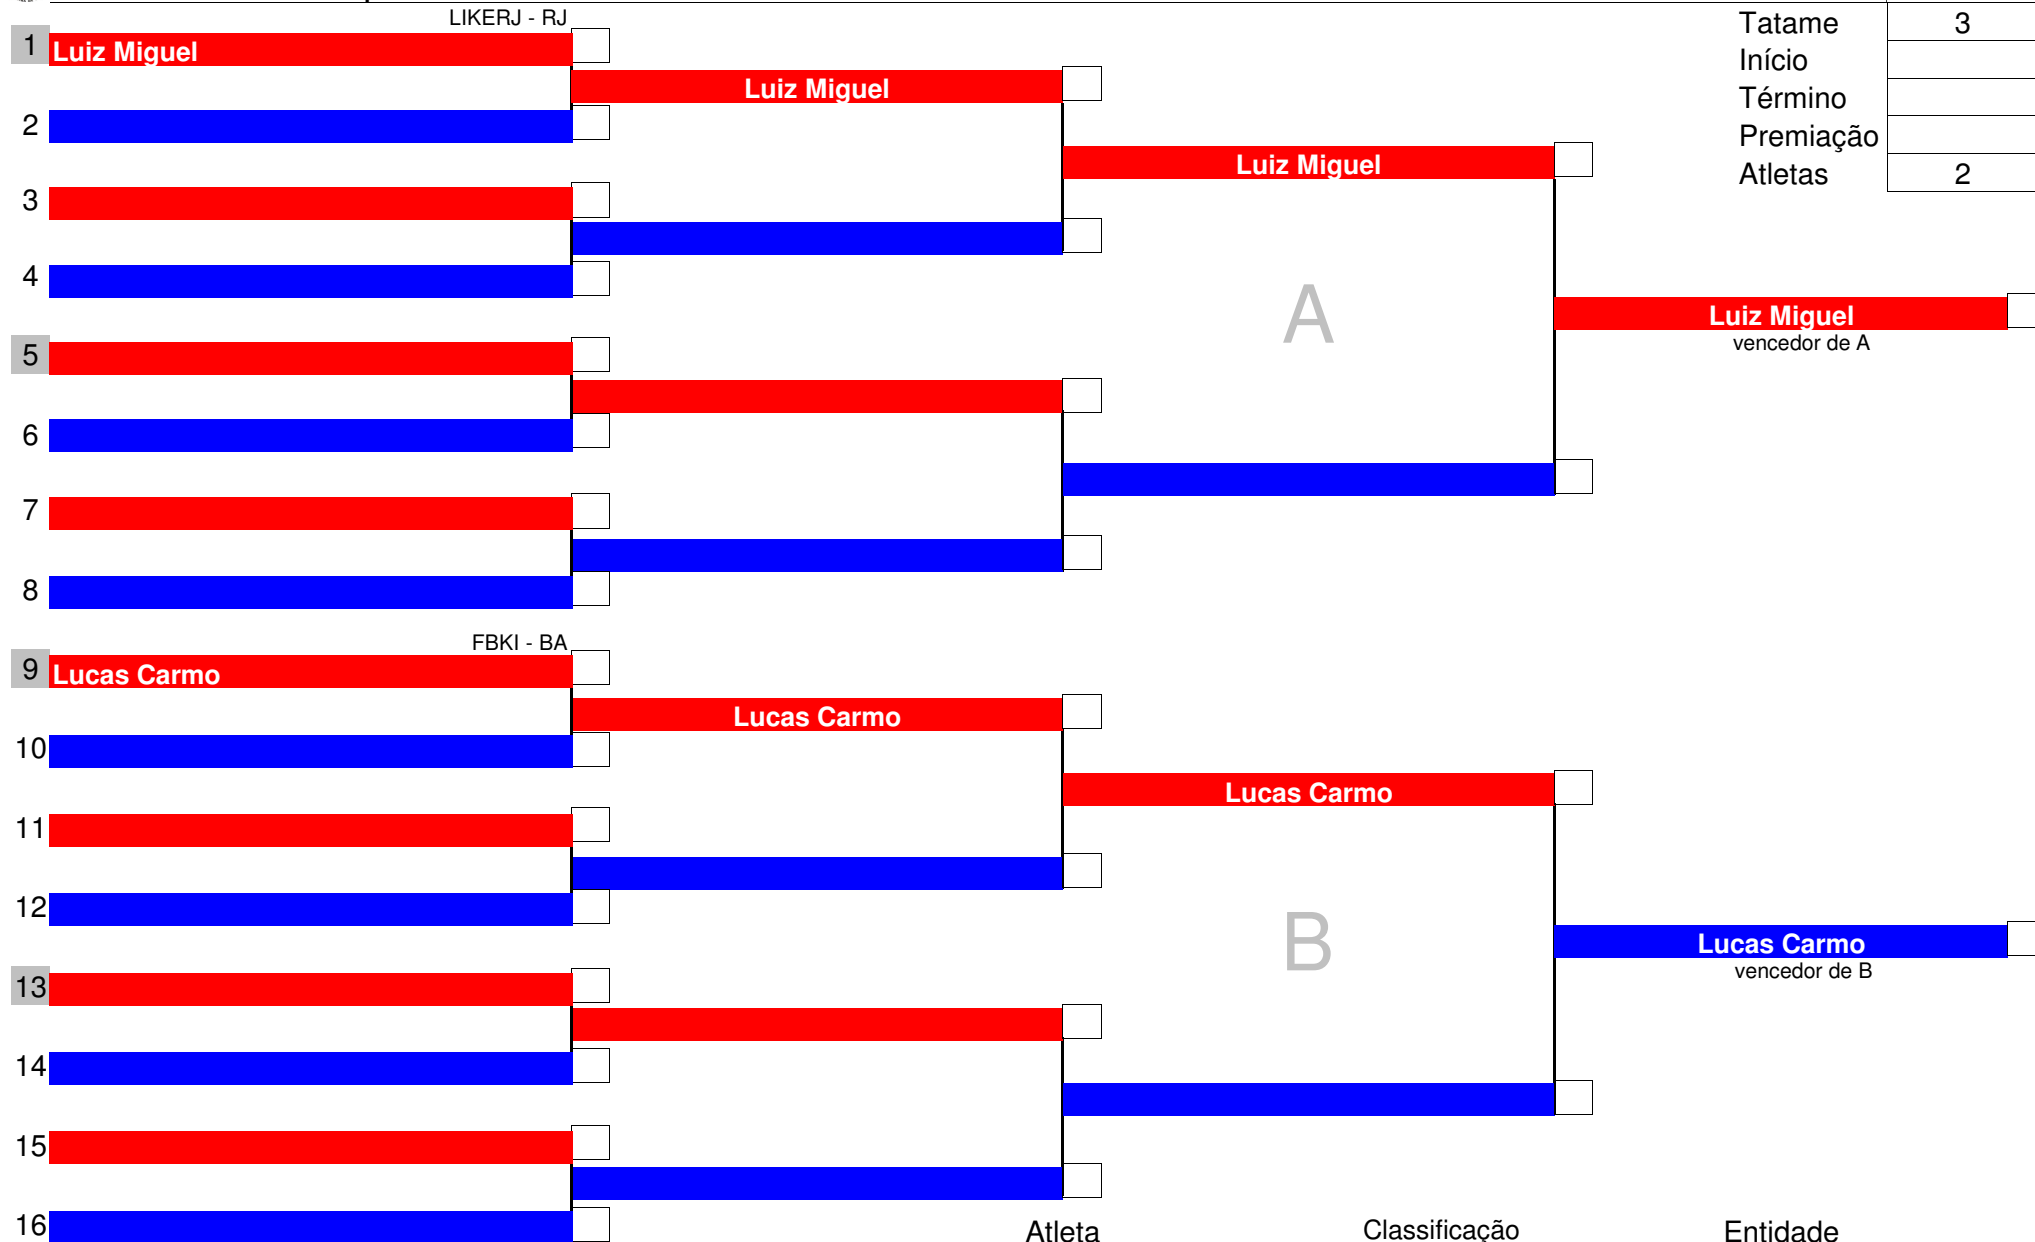 LIKERJ - RJ
Tatame 3
1 Luiz Miguel
Início
Luiz Miguel
Término
2
Premiação
Luiz Miguel
Atletas 2
3
4
A
Luiz Miguel
vencedor de A
5
6
7
8
FBKI - BA
9 Lucas Carmo
Lucas Carmo
10
Lucas Carmo
11
12
B
Lucas Carmo
vencedor de B
13
14
15
16
Atleta Classificação Entidade